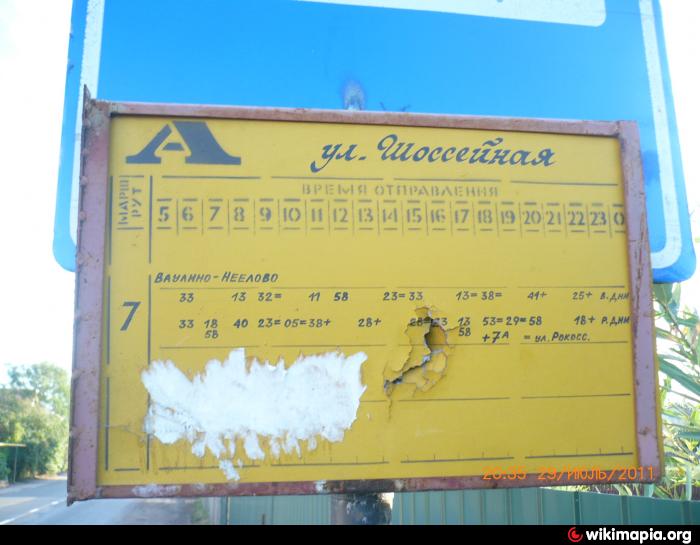 А ул. Шоссейная
МАРШ РУТ
ВРЕМЯ ОТПРАВЛЕНИЯ
5 6 7 8 9 10 11 12 13 14 15 16 17 18 19 20 21 22 23 0
ВАУЛИНО-НЕЕЛОВО
33 13 32= 11 58 23= 33 13= 38= 41+ 25+ В. ДНИ
7
33 18 40 23= 05= 38+ 28+ 28= 33 13 53= 29= 58 18+ Р. ДНИ
58 58 +7А = УЛ. РОКОСС.
20:35 29/ИЮЛЬ/2011
wikimapia.org